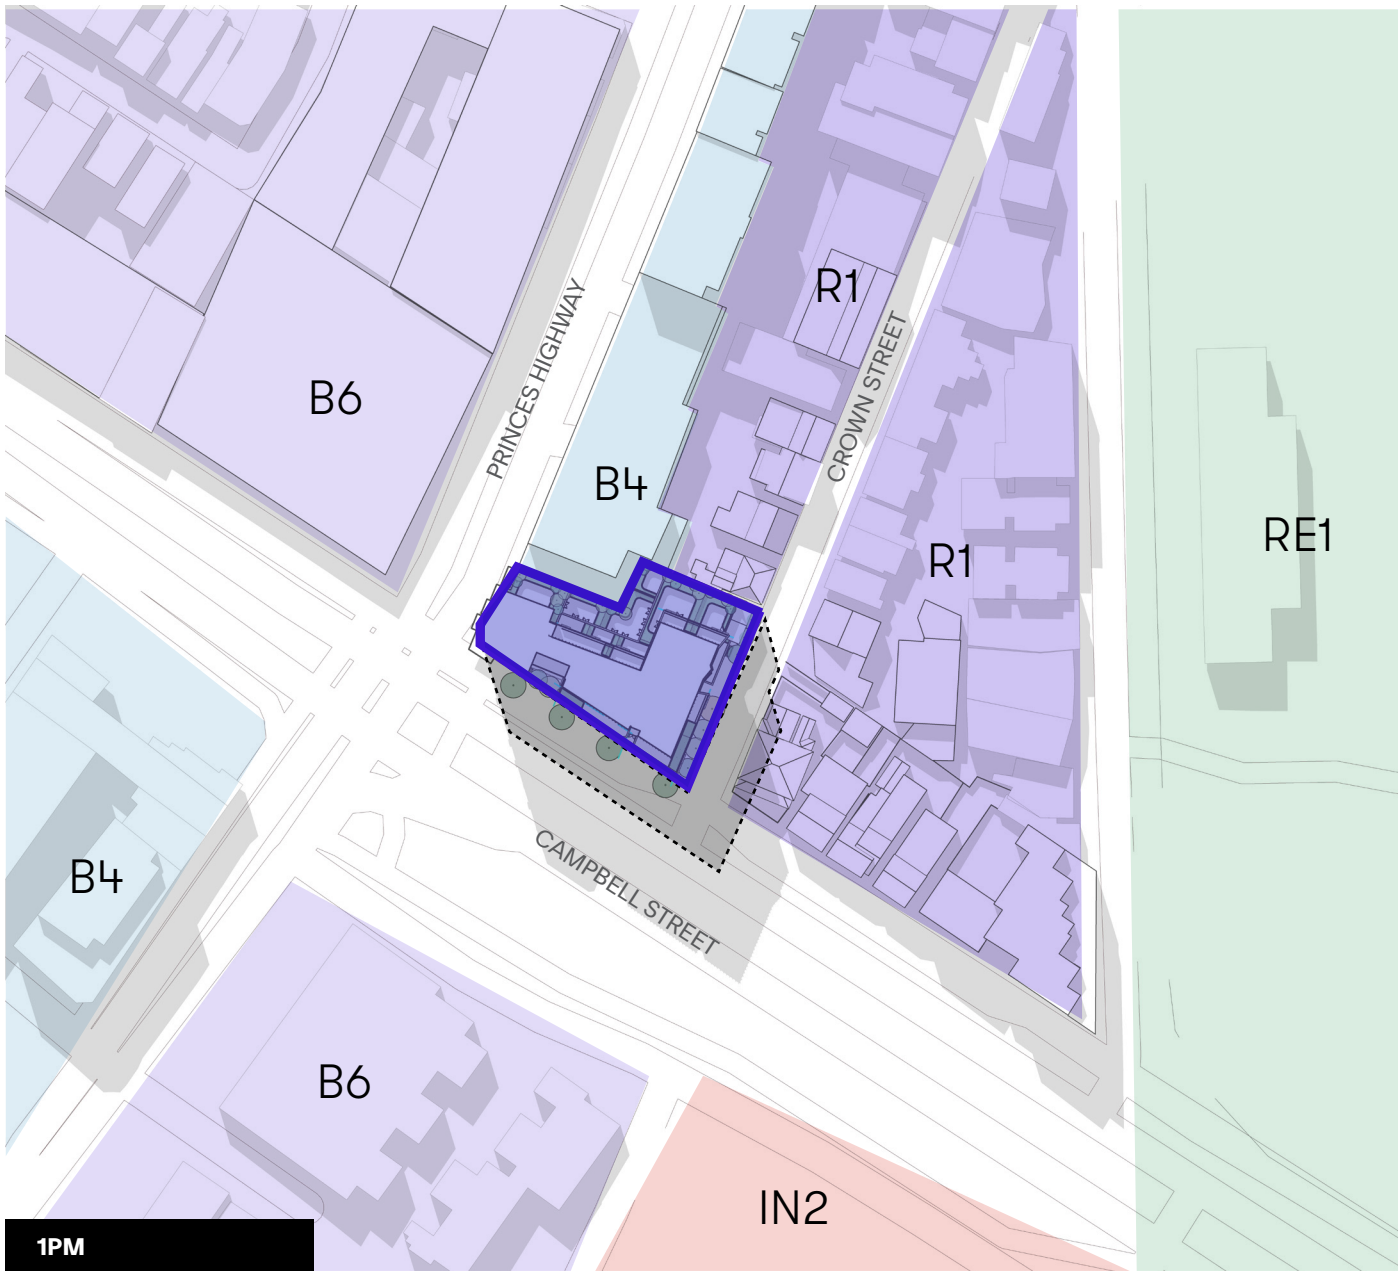 R1
PRINCES HIGHWAY
B6
CROWN STREET
B4
RE1
R1
CAMPBELL STREET
B4
B6
IN2
1PM